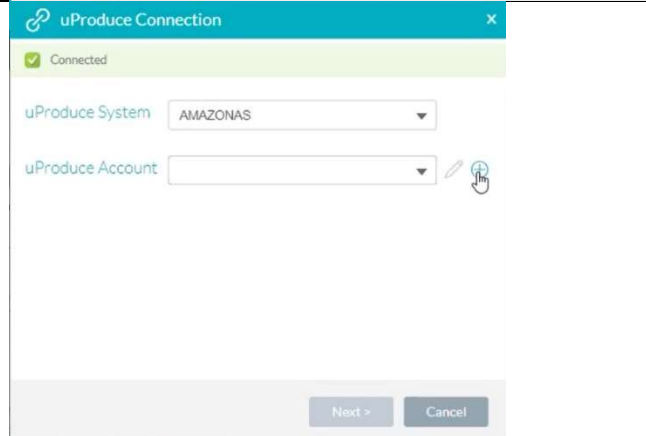 uProduce Connection x
Connected
uProduce System AMAZONAS
uProduce Account
Next > Cancel